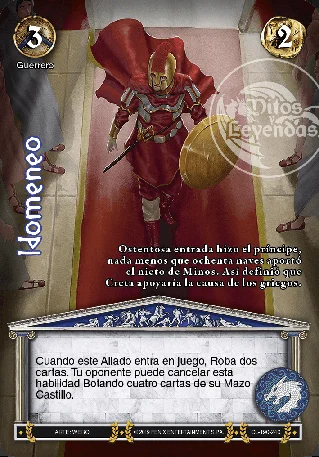 3
2
Guerrero
Mitos y
Leyendas
Idomeneo
Ostentosa entrada hizo el príncipe,
nada menos que ochenta naves aportó
el nieto de Minos. Así definió que
Creta apoyaría la causa de los griegos.
Cuando este Aliado entra en juego, Roba dos
cartas. Tu oponente puede cancelar esta
habilidad Botando cuatro cartas de su Mazo
Castillo.